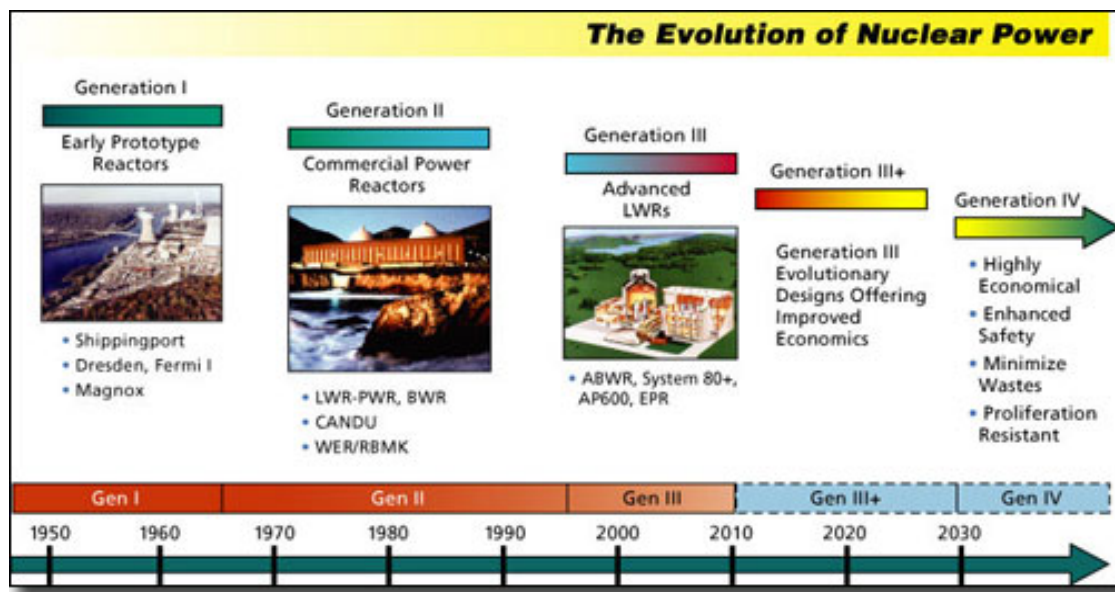 The Evolution of Nuclear Power
Generation I
Early Prototype
Reactors
• Shippingport
• Dresden, Fermi I
• Magnox
Generation II
Commercial Power
Reactors
• LWR-PWR, BWR
• CANDU
• WER/RBMK
Generation III
Advanced
LWRs
• ABWR, System 80+,
AP600, EPR
Generation III+
Generation III
Evolutionary
Designs Offering
Improved
Economics
Generation IV
• Highly
Economical
• Enhanced
Safety
• Minimize
Wastes
• Proliferation
Resistant
Gen I Gen II Gen III Gen III+ Gen IV
1950 1960 1970 1980 1990 2000 2010 2020 2030